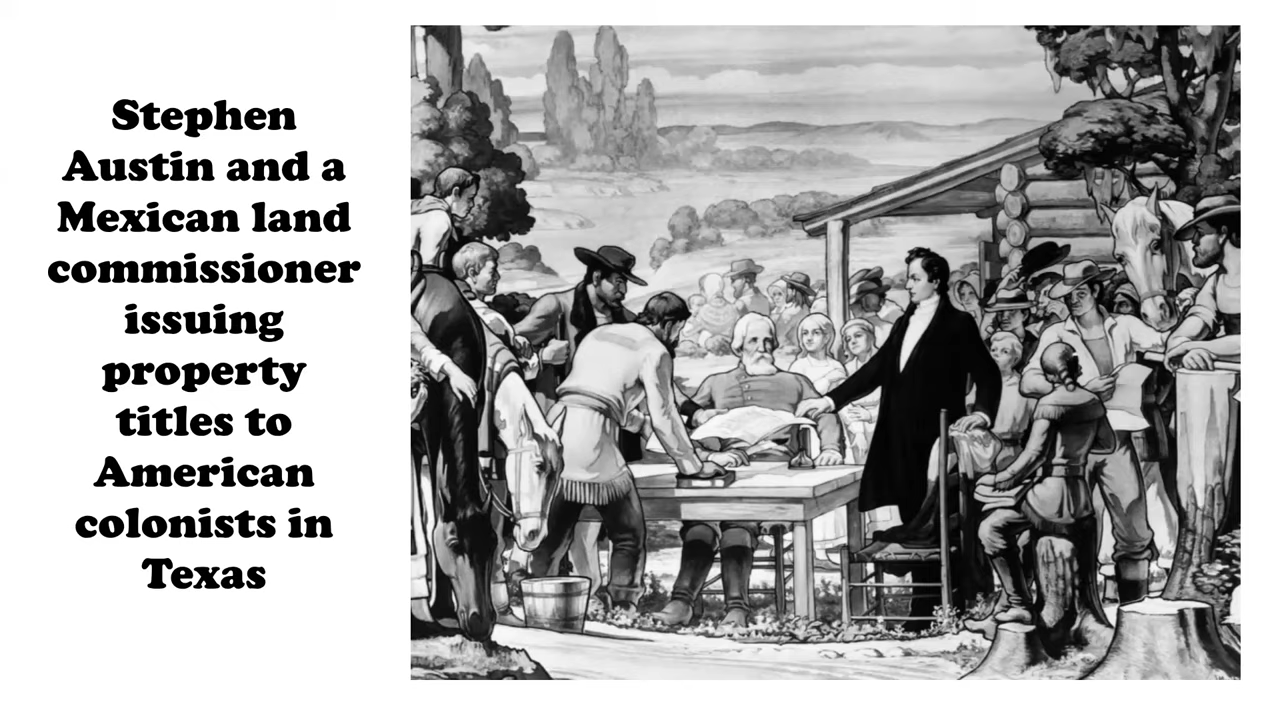 Stephen
Austin and a
Mexican land
commissioner
issuing
property
titles to
American
colonists in
Texas